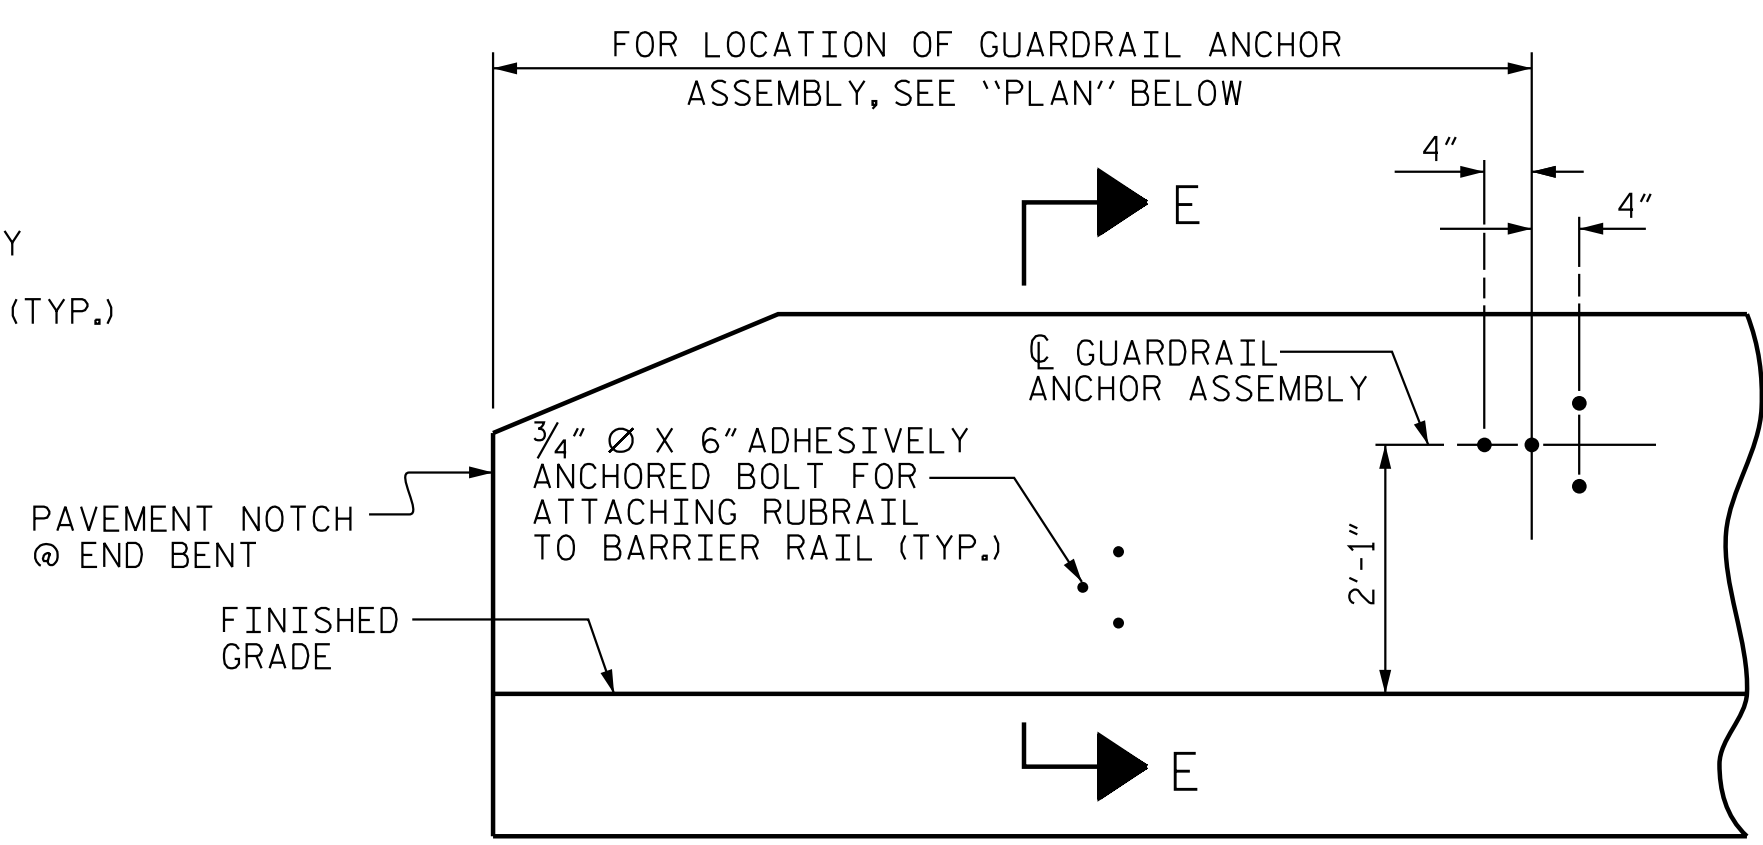 FOR LOCATION OF GUARDRAIL ANCHOR
ASSEMBLY, SEE "PLAN" BELOW
4"
4"
E
Y
(TYP.)
℄ GUARDRAIL
ANCHOR ASSEMBLY
¾" Ø X 6" ADHESIVELY
ANCHORED BOLT FOR
ATTACHING RUBRAIL
TO BARRIER RAIL (TYP.)
PAVEMENT NOTCH
@ END BENT
2'-1"
FINISHED
GRADE
E